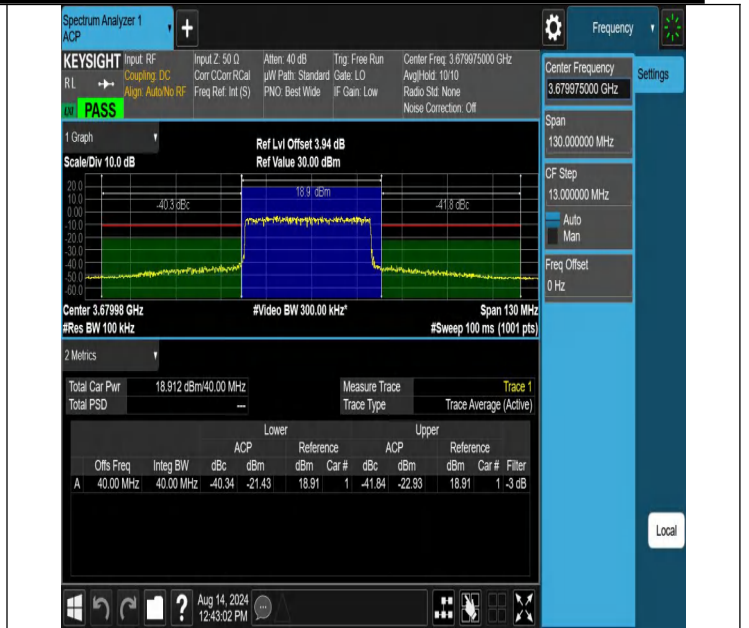 Spectrum Analyzer 1
ACP
Frequency
KEYSIGHT Input: RF Input Z: 50 Ω Atten: 40 dB Trig: Free Run Center Freq: 3.679975000 GHz
RL Coupling: DC Corr CCorr RCal µW Path: Standard Gate: LO Avg|Hold: 10/10
Align: Auto/No RF Freq Ref: Int (S) PNO: Best Wide IF Gain: Low Radio Std: None
PASS Noise Correction: Off
Center Frequency
3.679975000 GHz
Settings
Span
130.000000 MHz
CF Step
13.000000 MHz
Auto
Man
Freq Offset
0 Hz
1 Graph
Ref Lvl Offset 3.94 dB
Scale/Div 10.0 dB Ref Value 30.00 dBm
20.0
10.0
0.00
-10.0
-20.0
-30.0
-40.0
-50.0
-60.0
-40.3 dBc
18.9 dBm
-41.8 dBc
Center 3.67998 GHz #Video BW 300.00 kHz* Span 130 MHz
#Res BW 100 kHz #Sweep 100 ms (1001 pts)
2 Metrics
Total Car Pwr 18.912 dBm/40.00 MHz Measure Trace Trace 1
Total PSD --- Trace Type Trace Average (Active)
Lower Upper
ACP Reference ACP Reference
Offs Freq Integ BW dBc dBm dBm Car # dBc dBm dBm Car # Filter
A 40.00 MHz 40.00 MHz -40.34 -21.43 18.91 1 -41.84 -22.93 18.91 1 -3 dB
Local
Aug 14, 2024
12:43:02 PM